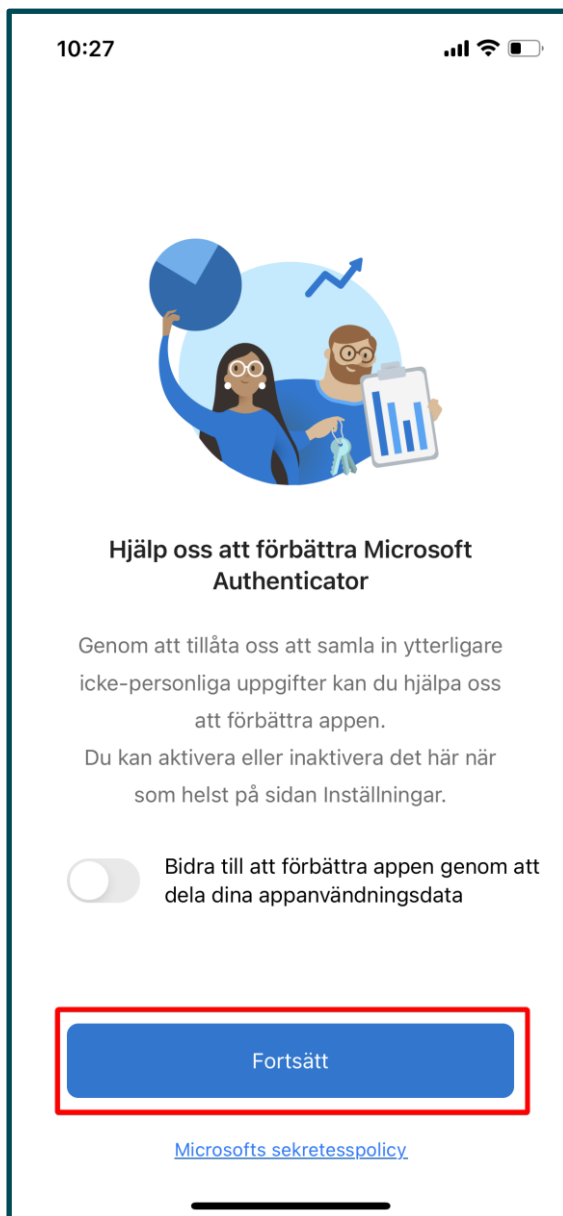 10:27
Hjälp oss att förbättra Microsoft
Authenticator
Genom att tillåta oss att samla in ytterligare
icke-personliga uppgifter kan du hjälpa oss
att förbättra appen.
Du kan aktivera eller inaktivera det här när
som helst på sidan Inställningar.
Bidra till att förbättra appen genom att
dela dina appanvändningsdata
Fortsätt
Microsofts sekretesspolicy